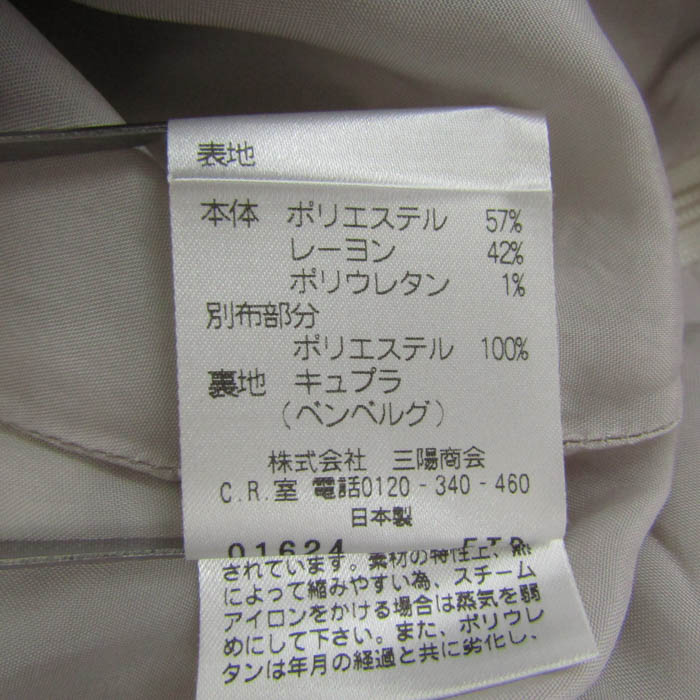 表地
本体 ポリエステル 57%
レーヨン 42%
ポリウレタン 1%
別布部分
ポリエステル 100%
裏地 キュプラ
(ベンベルグ)
株式会社 三陽商会
C.R.室 電話0120-340-460
日本製
01624
されています。素材の特性上、熱
によって縮みやすい為、スチーム
アイロンをかける場合は蒸気を弱
めにして下さい。また、ポリウレ
タンは年月の経過と共に劣化し、